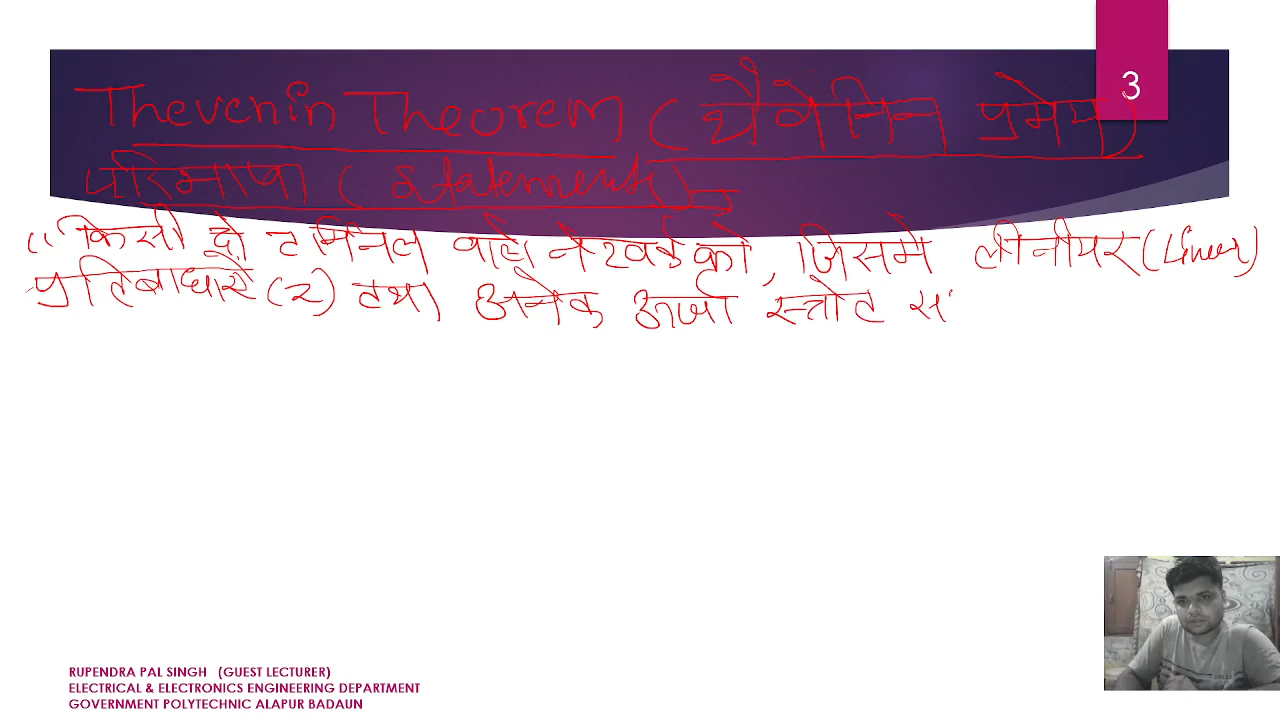 3
Thevenin Theorem (थैवेनिन प्रमेय)
परिभाषा (Statements):-
"किसी दो टर्मिनल वाले नेटवर्क को, जिसमे लीनीयर (Linear)
प्रतिबाधाये (Z) तथा अनेक ऊर्जा स्त्रोत स
RUPENDRA PAL SINGH (GUEST LECTURER)
ELECTRICAL & ELECTRONICS ENGINEERING DEPARTMENT
GOVERNMENT POLYTECHNIC ALAPUR BADAUN